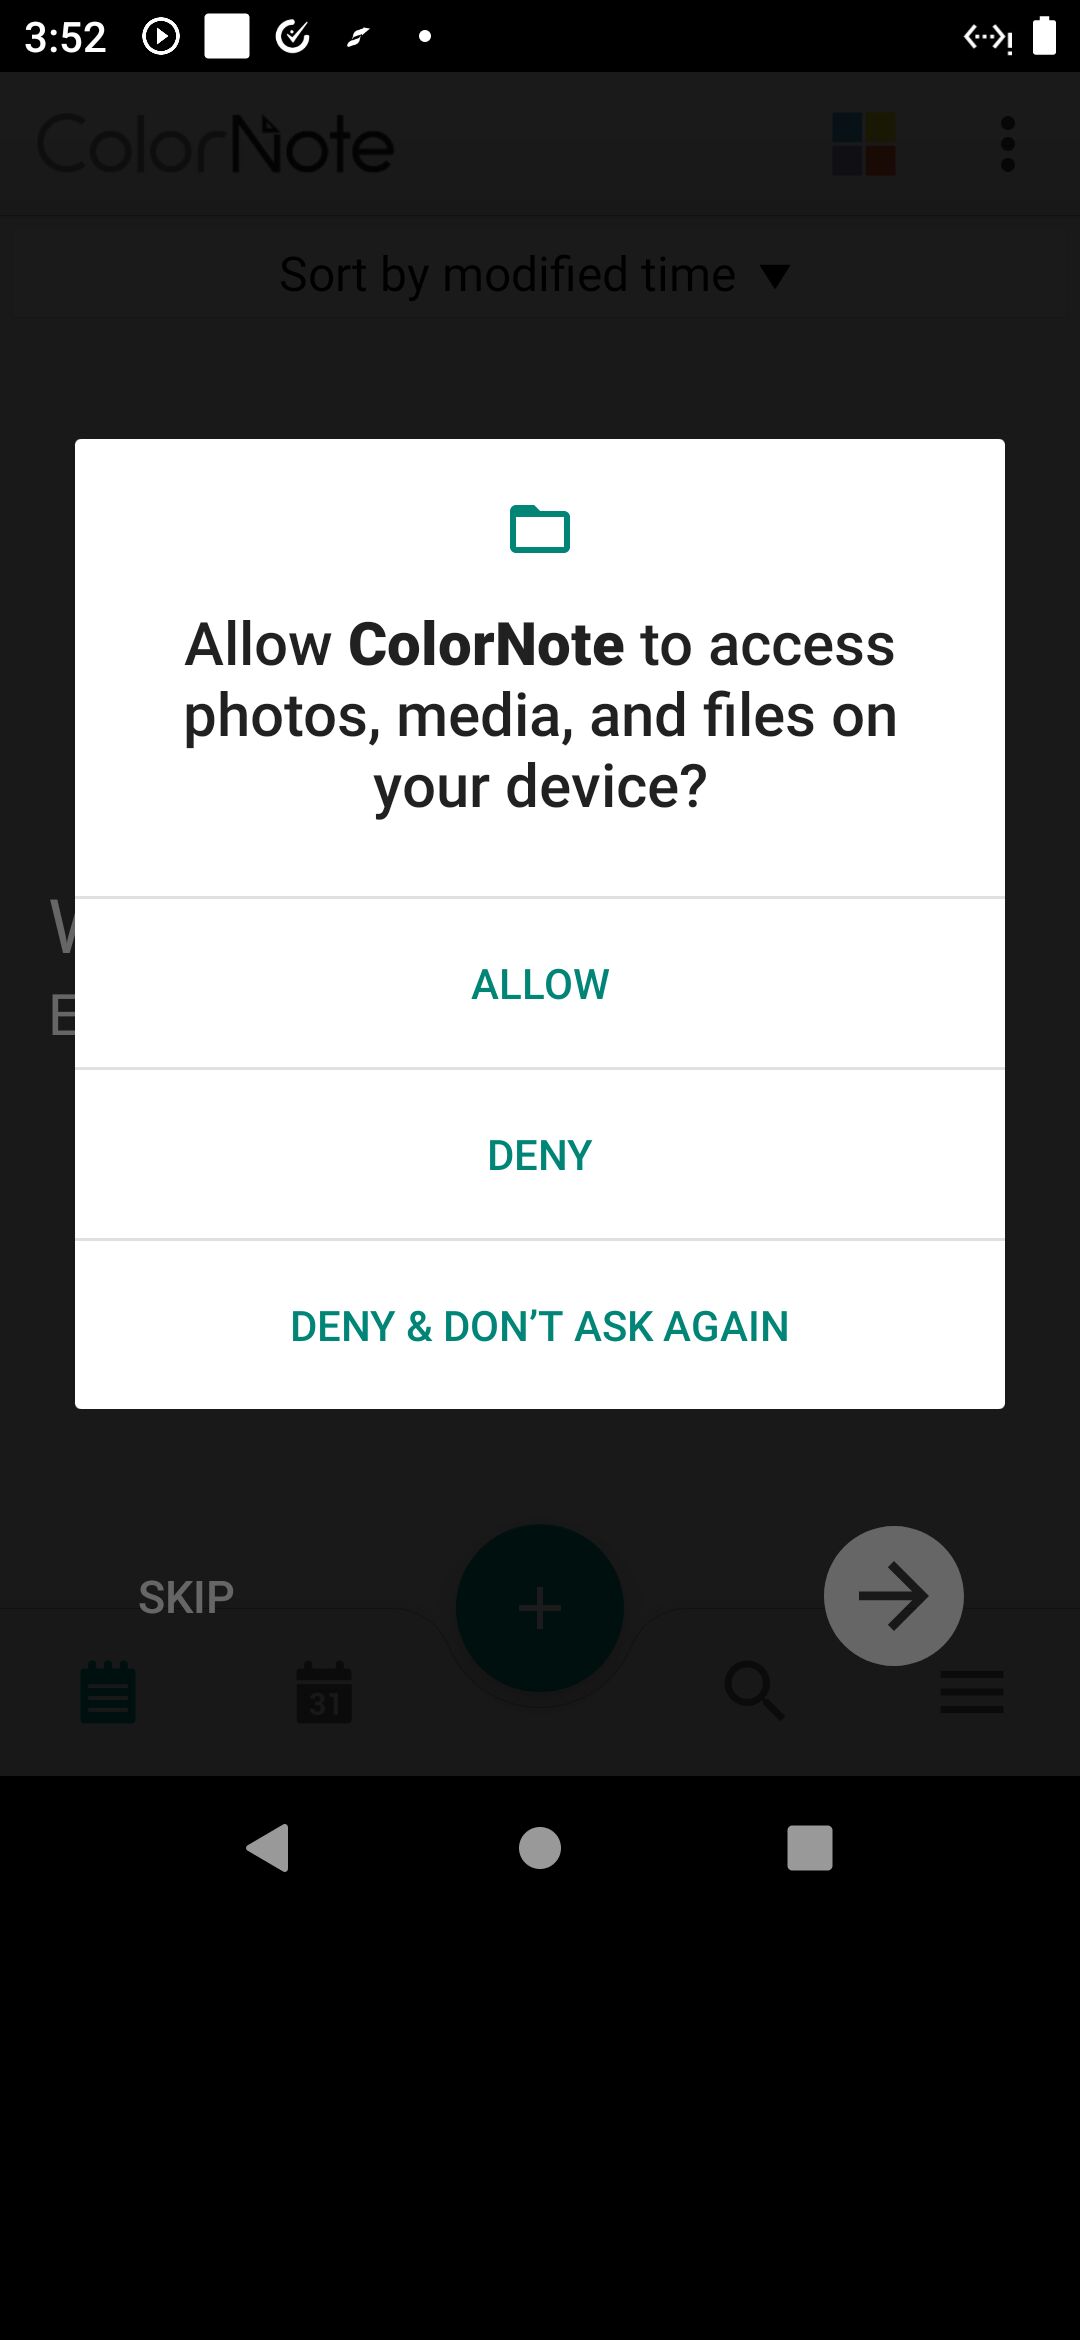 3:52
ColorNote
Sort by modified time ▼
Allow ColorNote to access
photos, media, and files on
your device?
ALLOW
DENY
DENY & DON’T ASK AGAIN
SKIP
31